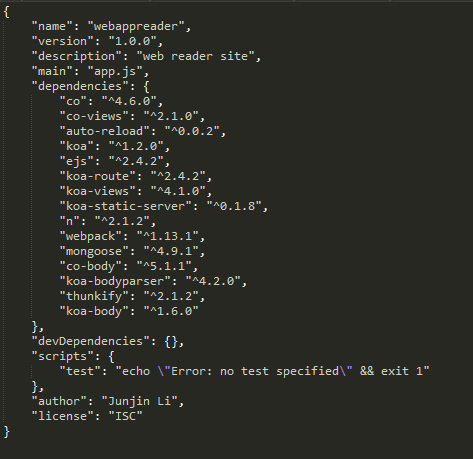 {
"name": "webappreader",
"version": "1.0.0",
"description": "web reader site",
"main": "app.js",
"dependencies": {
"co": "^4.6.0",
"co-views": "^2.1.0",
"auto-reload": "^0.0.2",
"koa": "^1.2.0",
"ejs": "^2.4.2",
"koa-route": "^2.4.2",
"koa-views": "^4.1.0",
"koa-static-server": "^0.1.8",
"n": "^2.1.2",
"webpack": "^1.13.1",
"mongoose": "^4.9.1",
"co-body": "^5.1.1",
"koa-bodyparser": "^4.2.0",
"thunkify": "^2.1.2",
"koa-body": "^1.6.0"
},
"devDependencies": {},
"scripts": {
"test": "echo \"Error: no test specified\" && exit 1"
},
"author": "Junjin Li",
"license": "ISC"
}